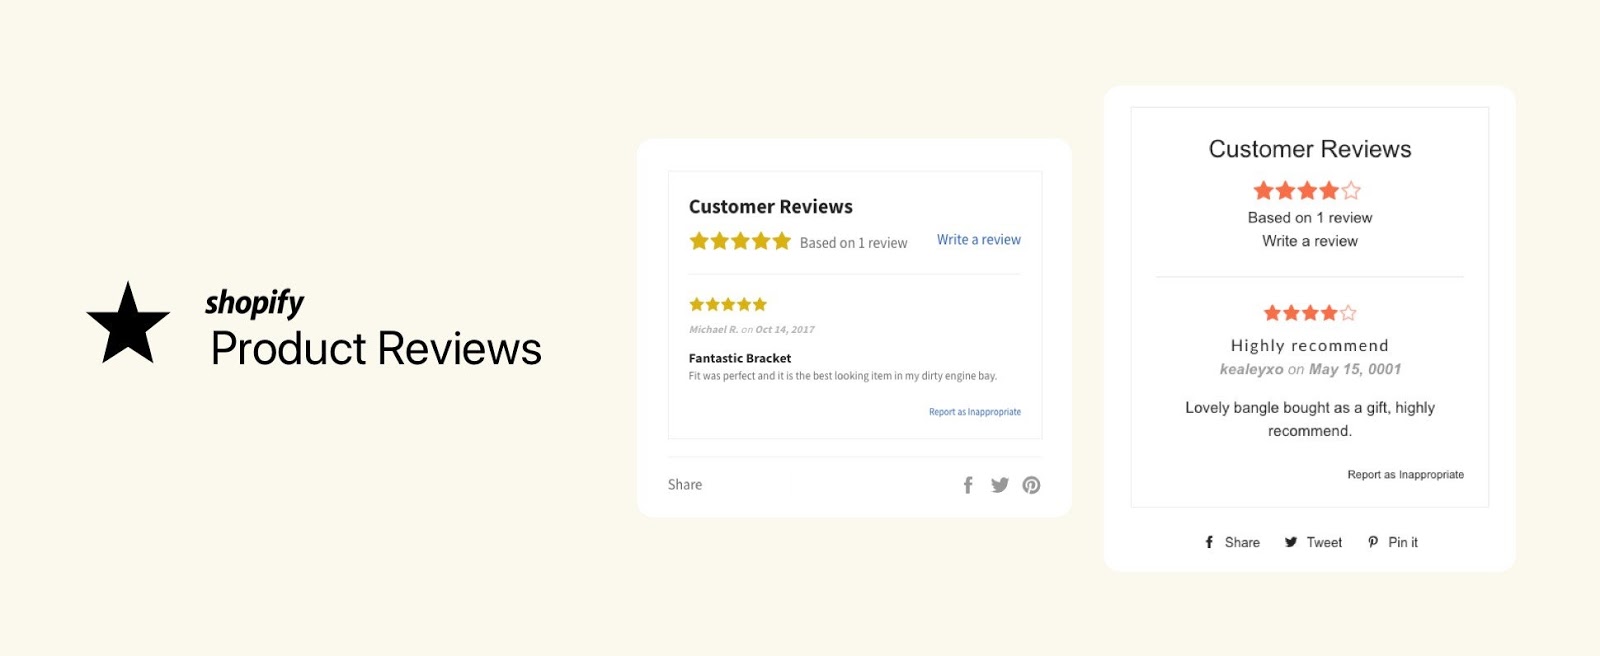 shopify
Product Reviews
Customer Reviews
Based on 1 review
Write a review
Michael R. on Oct 14, 2017
Fantastic Bracket
Fit was perfect and it is the best looking item in my dirty engine bay.
Report as Inappropriate
Share
Customer Reviews
Based on 1 review
Write a review
Highly recommend
kealeyxo on May 15, 0001
Lovely bangle bought as a gift, highly
recommend.
Report as Inappropriate
Share Tweet Pin it